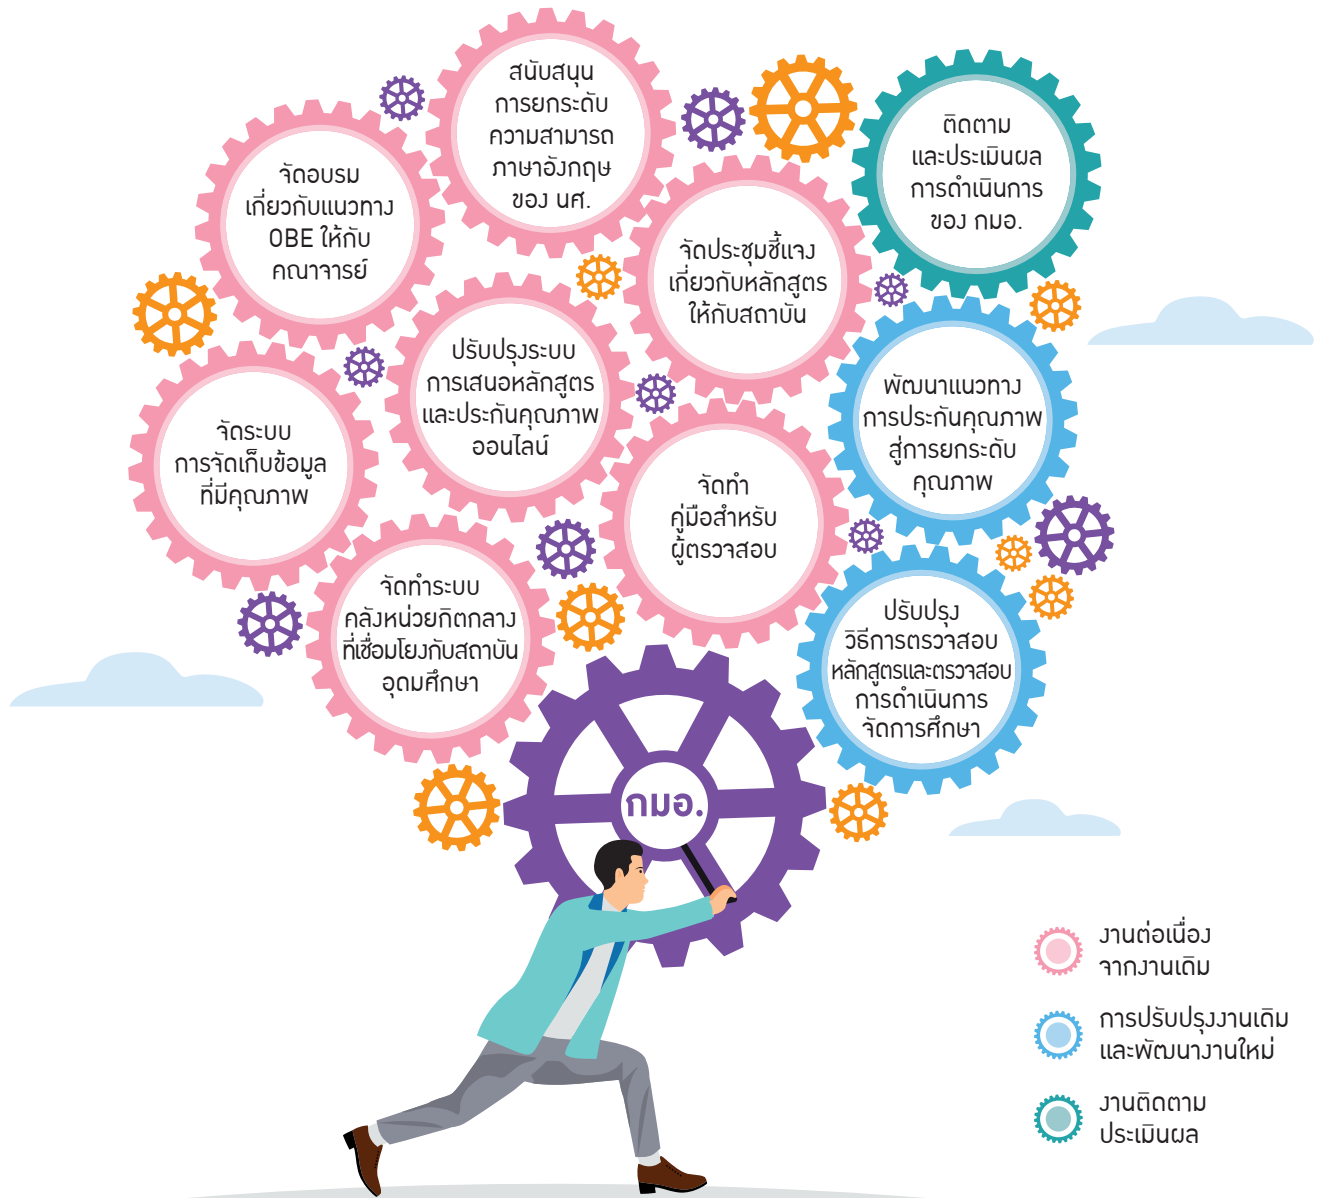 สนับสนุน
การยกระดับ
ความสามารถ
ภาษาอังกฤษ
ของ นศ.
ติดตาม
และประเมินผล
การดำเนินการ
ของ กมอ.
จัดอบรม
เกี่ยวกับแนวทาง
OBE ให้กับ
คณาจารย์
จัดประชุมชี้แจง
เกี่ยวกับหลักสูตร
ให้กับสถาบัน
ปรับปรุงระบบ
การเสนอหลักสูตร
และประกันคุณภาพ
ออนไลน์
พัฒนาแนวทาง
การประกันคุณภาพ
สู่การยกระดับ
คุณภาพ
จัดระบบ
การจัดเก็บข้อมูล
ที่มีคุณภาพ
จัดทำ
คู่มือสำหรับ
ผู้ตรวจสอบ
จัดทำระบบ
คลังหน่วยกิตกลาง
ที่เชื่อมโยงกับสถาบัน
อุดมศึกษา
ปรับปรุง
วิธีการตรวจสอบ
หลักสูตรและตรวจสอบ
การดำเนินการ
จัดการศึกษา
กมอ.
งานต่อเนื่อง
จากงานเดิม
การปรับปรุงงานเดิม
และพัฒนางานใหม่
งานติดตาม
ประเมินผล